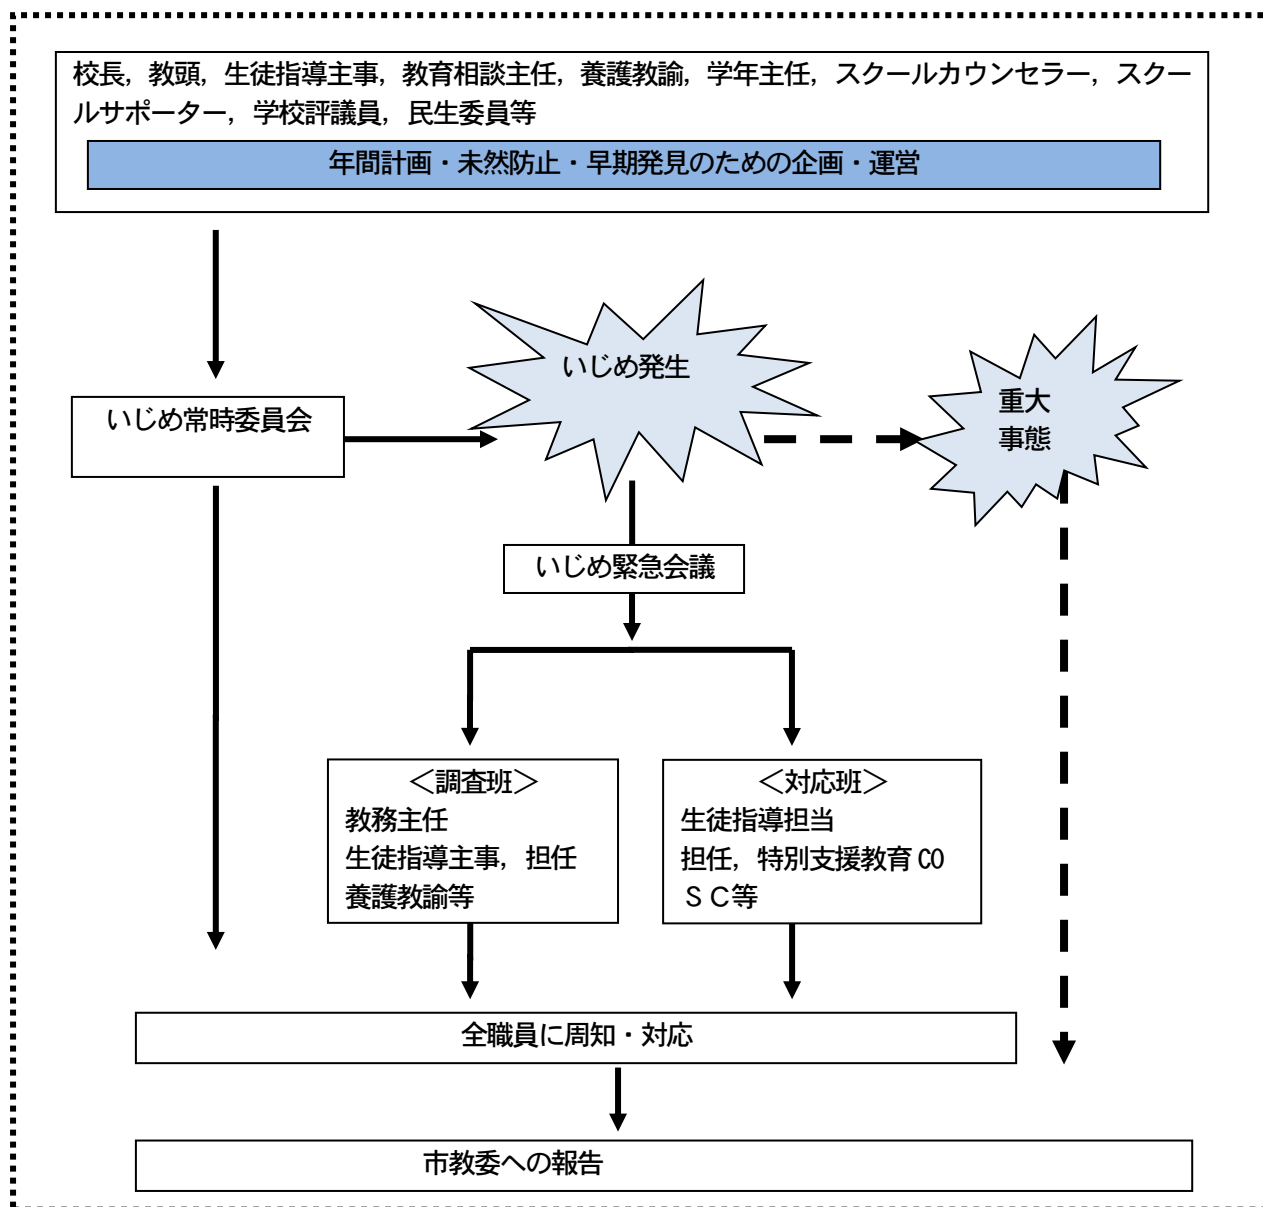 校長，教頭，生徒指導主事，教育相談主任，養護教諭，学年主任，スクールカウンセラー，スクー
ルサポーター，学校評議員，民生委員等
年間計画・未然防止・早期発見のための企画・運営
いじめ発生
重大
事態
いじめ常時委員会
いじめ緊急会議
＜調査班＞
教務主任
生徒指導主事，担任
養護教諭等
＜対応班＞
生徒指導担当
担任，特別支援教育CO
ＳＣ等
全職員に周知・対応
市教委への報告